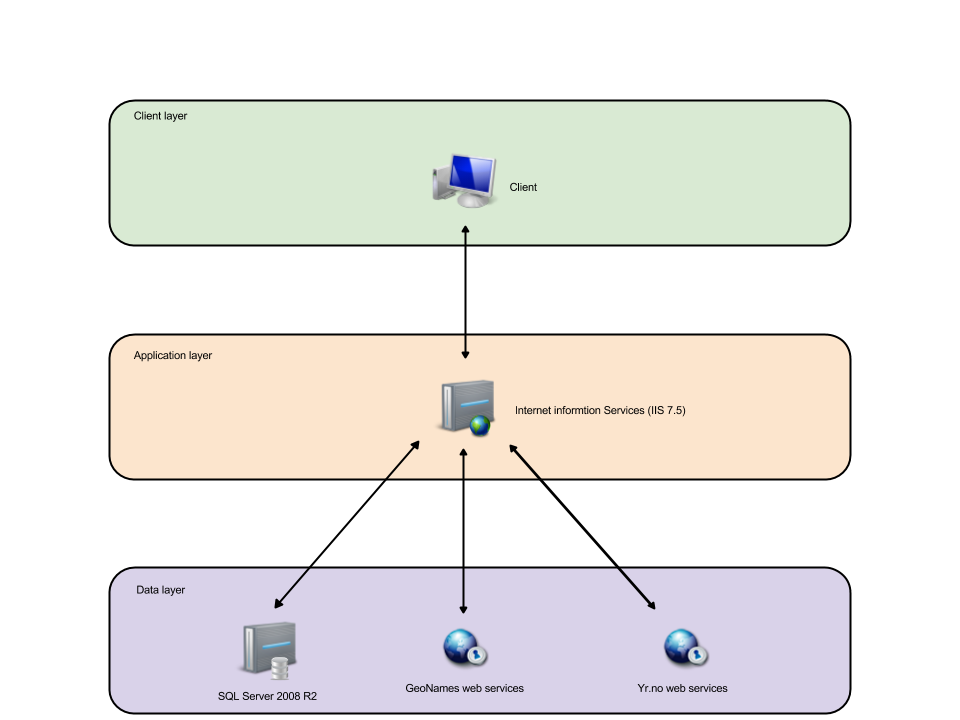 Client layer
Client
Application layer
Internet informtion Services (IIS 7.5)
Data layer
SQL Server 2008 R2
GeoNames web services
Yr.no web services